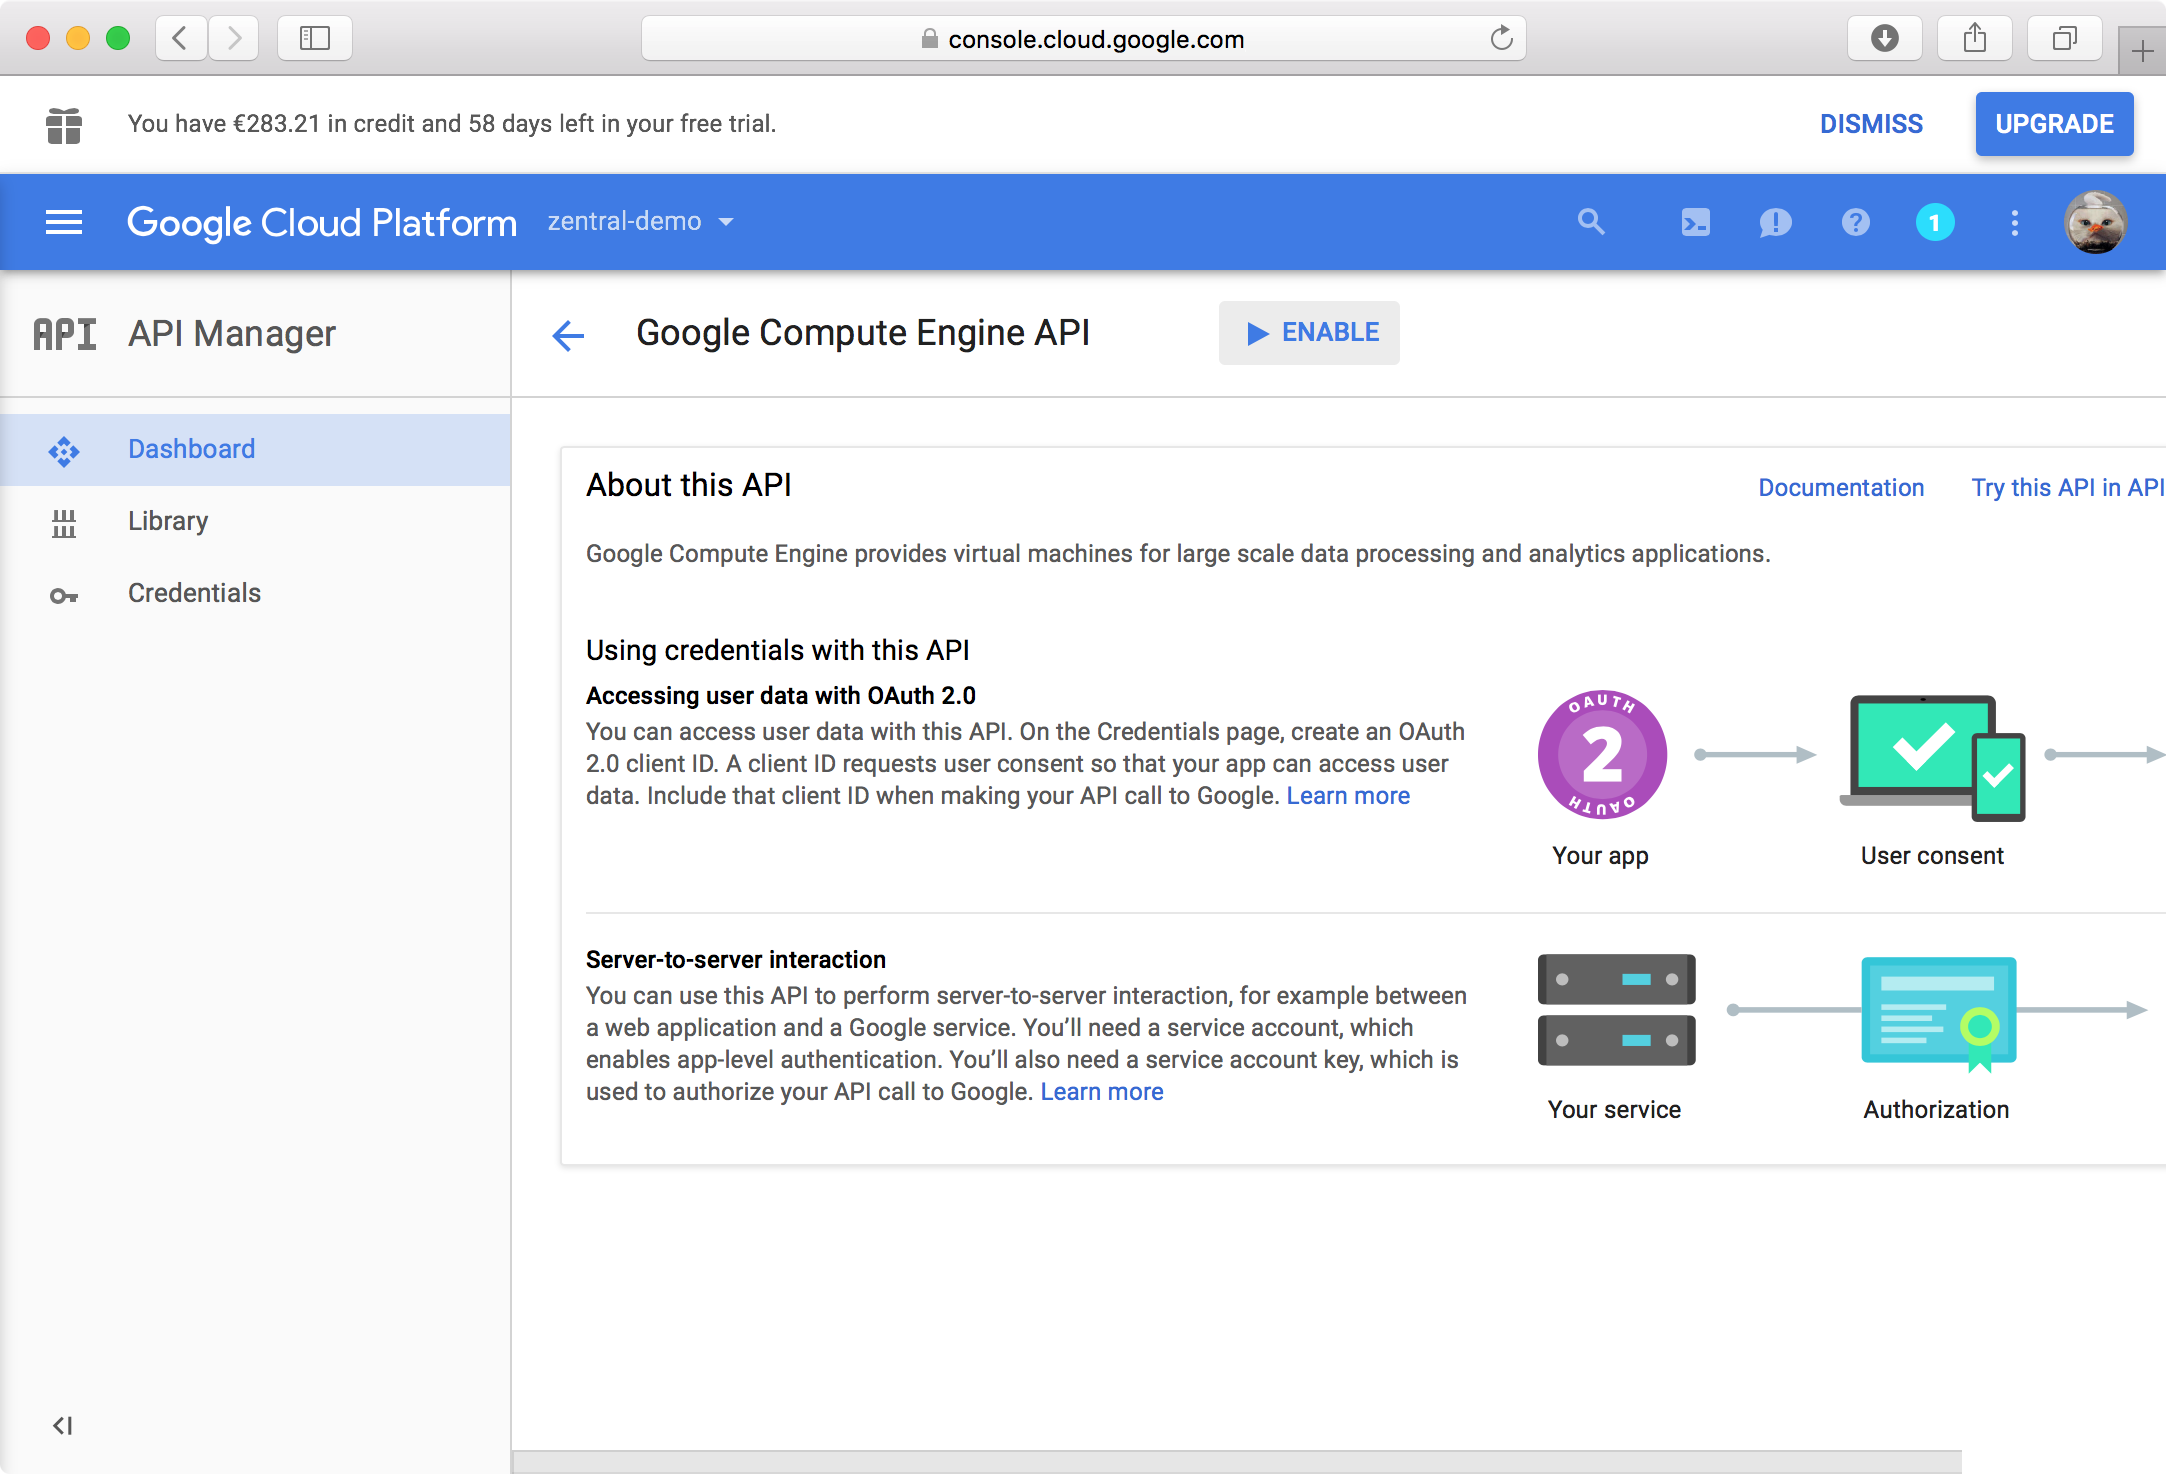 console.cloud.google.com
You have €283.21 in credit and 58 days left in your free trial.
DISMISS
UPGRADE
Google Cloud Platform
zentral-demo
1
API
API Manager
Google Compute Engine API
ENABLE
Dashboard
Library
Credentials
About this API
Documentation
Try this API in API
Google Compute Engine provides virtual machines for large scale data processing and analytics applications.
Using credentials with this API
Accessing user data with OAuth 2.0
You can access user data with this API. On the Credentials page, create an OAuth
2.0 client ID. A client ID requests user consent so that your app can access user
data. Include that client ID when making your API call to Google. Learn more
OAUTH
2
OAUTH
Your app
User consent
Server-to-server interaction
You can use this API to perform server-to-server interaction, for example between
a web application and a Google service. You’ll need a service account, which
enables app-level authentication. You’ll also need a service account key, which is
used to authorize your API call to Google. Learn more
Your service
Authorization